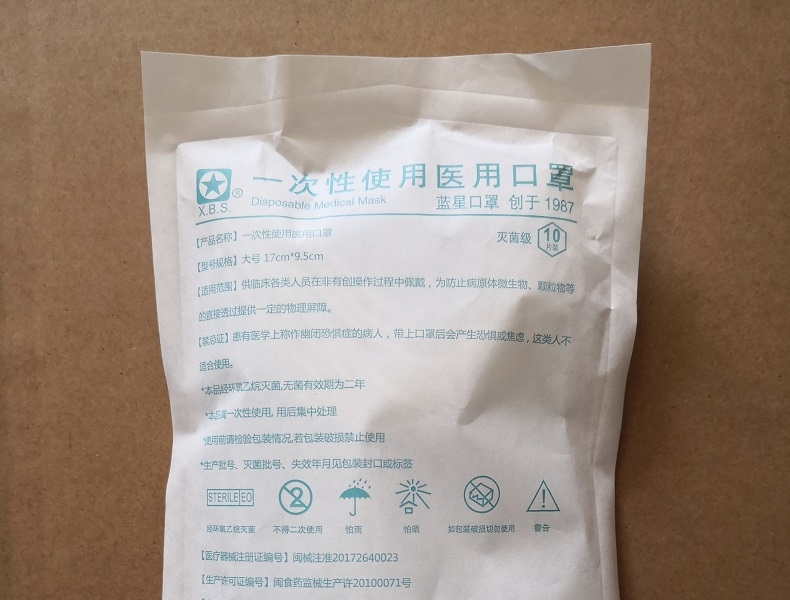 X.B.S.
®
一次性使用医用口罩
Disposable Medical Mask
蓝星口罩 创于 1987
【产品名称】一次性使用医用口罩
灭菌级 10片装
【型号规格】大号 17cm*9.5cm
【适用范围】供临床各类人员在非有创操作过程中佩戴，为防止病原体微生物、颗粒物等
的直接透过提供一定的物理屏障。
【禁忌证】患有医学上称作幽闭恐惧症的病人，带上口罩后会产生恐惧或焦虑，这类人不
适合使用。
*本品经环氧乙烷灭菌,无菌有效期为二年
*本品属一次性使用, 用后集中处理
*使用前请检验包装情况,若包装破损禁止使用
*生产批号、灭菌批号、失效年月见包装封口或标签
STERILE EO
2
经环氧乙烷灭菌 不得二次使用 怕雨 怕晒 如包装破损切勿使用 警告
【医疗器械注册证编号】闽械注准20172640023
【生产许可证编号】闽食药监械生产许20100071号